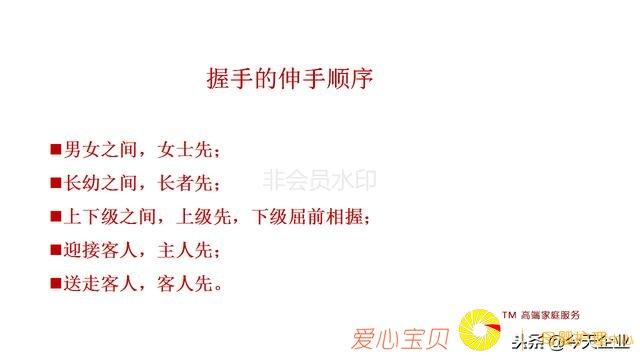 握手的伸手顺序
■男女之间，女士先；
■长幼之间，长者先；
非会员水印
■上下级之间，上级先，下级屈前相握；
■迎接客人，主人先；
■送走客人，客人先。
TM 高端家庭服务
爱心宝贝
头条 @今天企业